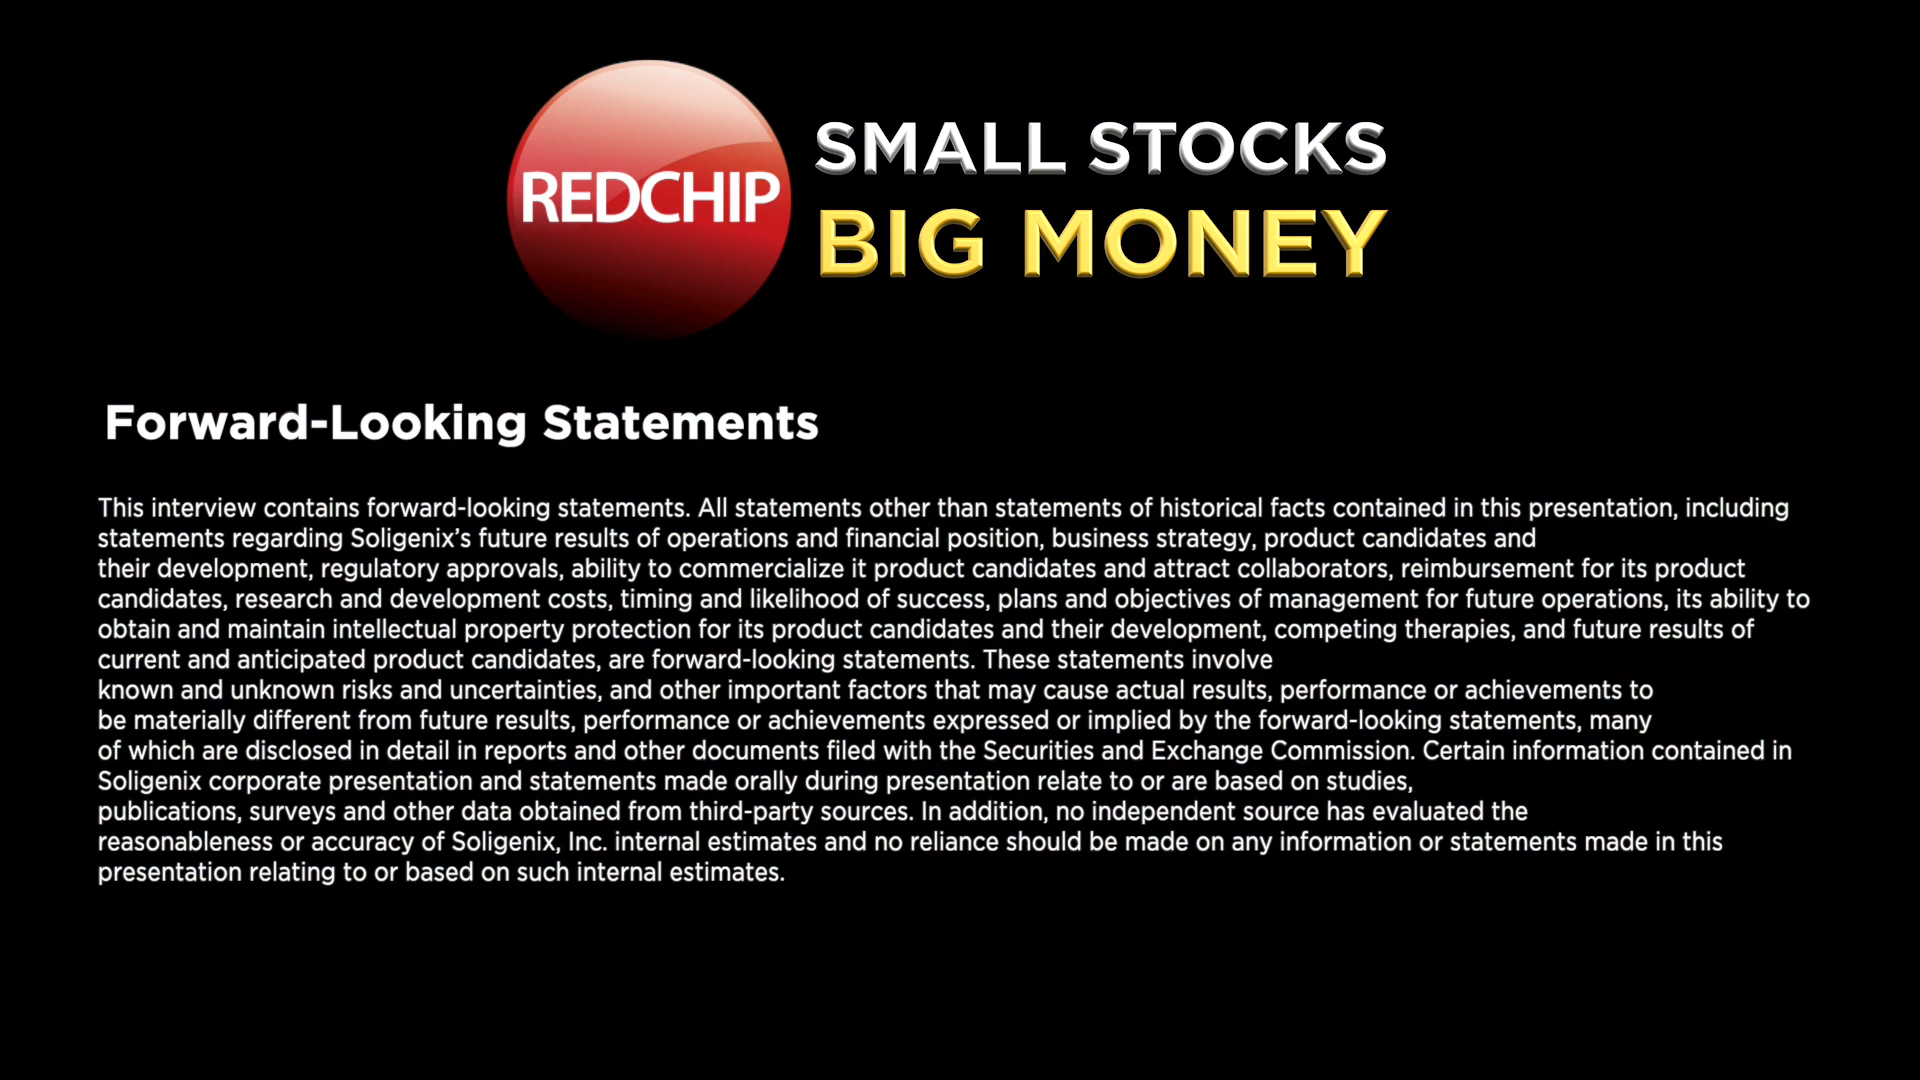 REDCHIP
SMALL STOCKS
BIG MONEY
Forward-Looking Statements
This interview contains forward-looking statements. All statements other than statements of historical facts contained in this presentation, including
statements regarding Soligenix’s future results of operations and financial position, business strategy, product candidates and
their development, regulatory approvals, ability to commercialize it product candidates and attract collaborators, reimbursement for its product
candidates, research and development costs, timing and likelihood of success, plans and objectives of management for future operations, its ability to
obtain and maintain intellectual property protection for its product candidates and their development, competing therapies, and future results of
current and anticipated product candidates, are forward-looking statements. These statements involve
known and unknown risks and uncertainties, and other important factors that may cause actual results, performance or achievements to
be materially different from future results, performance or achievements expressed or implied by the forward-looking statements, many
of which are disclosed in detail in reports and other documents filed with the Securities and Exchange Commission. Certain information contained in
Soligenix corporate presentation and statements made orally during presentation relate to or are based on studies,
publications, surveys and other data obtained from third-party sources. In addition, no independent source has evaluated the
reasonableness or accuracy of Soligenix, Inc. internal estimates and no reliance should be made on any information or statements made in this
presentation relating to or based on such internal estimates.